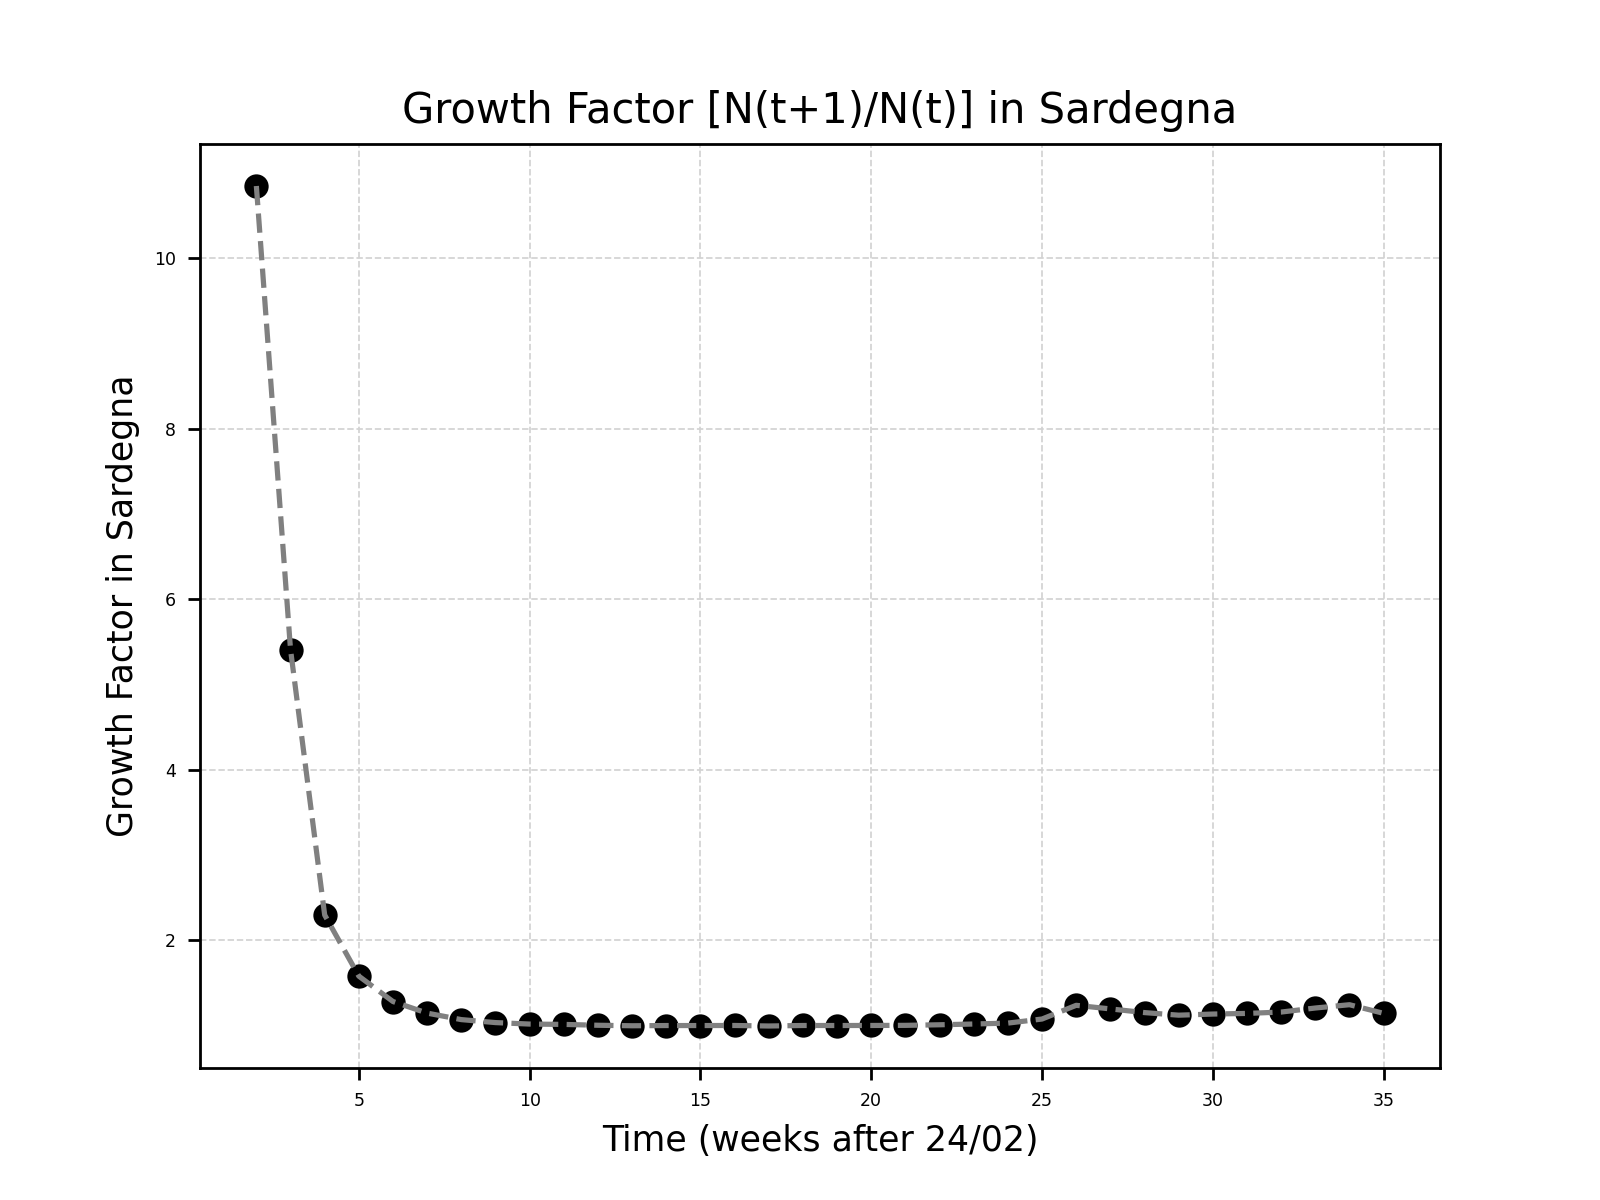 Growth Factor [N(t+1)/N(t)] in Sardegna
Growth Factor in Sardegna
10
8
6
4
2
5 10 15 20 25 30 35
Time (weeks after 24/02)